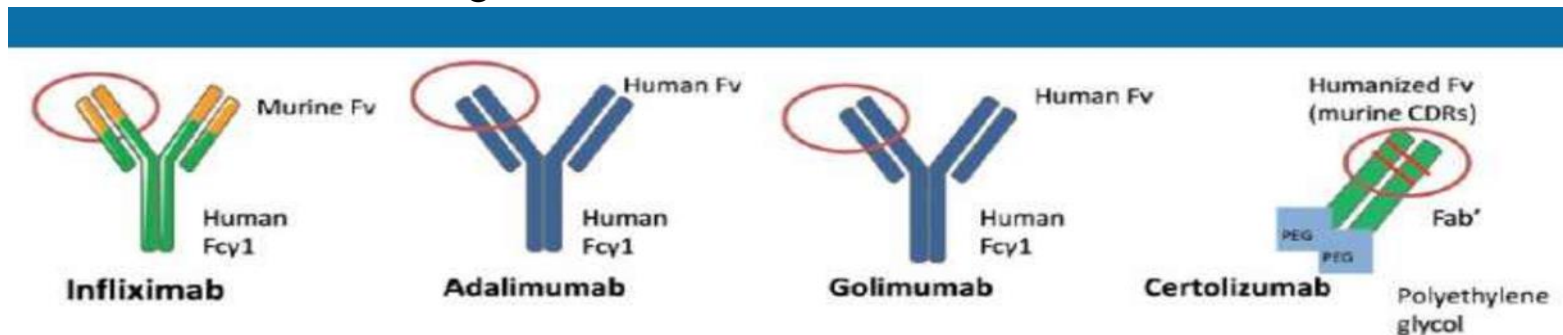 Murine Fv
Human
Fcγ1
Infliximab
Human Fv
Human
Fcγ1
Adalimumab
Human Fv
Human
Fcγ1
Golimumab
Humanized Fv
(murine CDRs)
Fab’
PEG
PEG
Certolizumab
Polyethylene
glycol